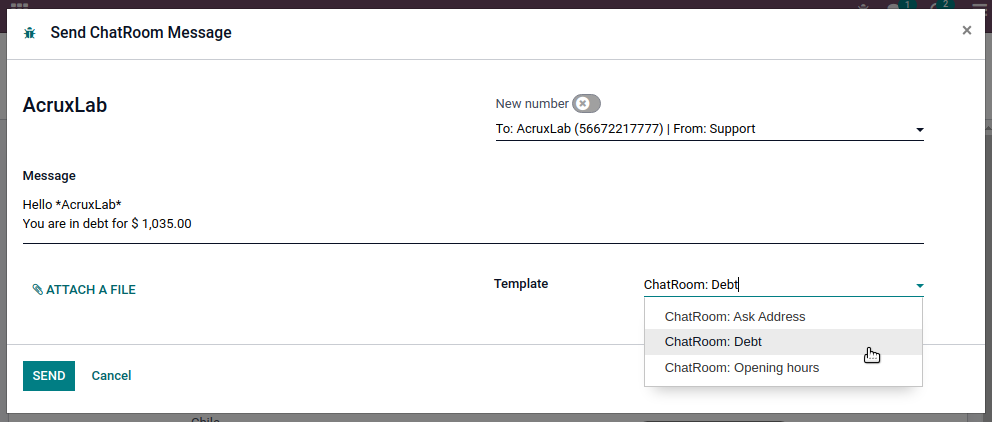 1
2
Send ChatRoom Message
×
AcruxLab
New number
To: AcruxLab (56672217777) | From: Support
Message
Hello *AcruxLab*
You are in debt for $ 1,035.00
ATTACH A FILE
Template
ChatRoom: Debt
ChatRoom: Ask Address
ChatRoom: Debt
ChatRoom: Opening hours
SEND
Cancel
Chile